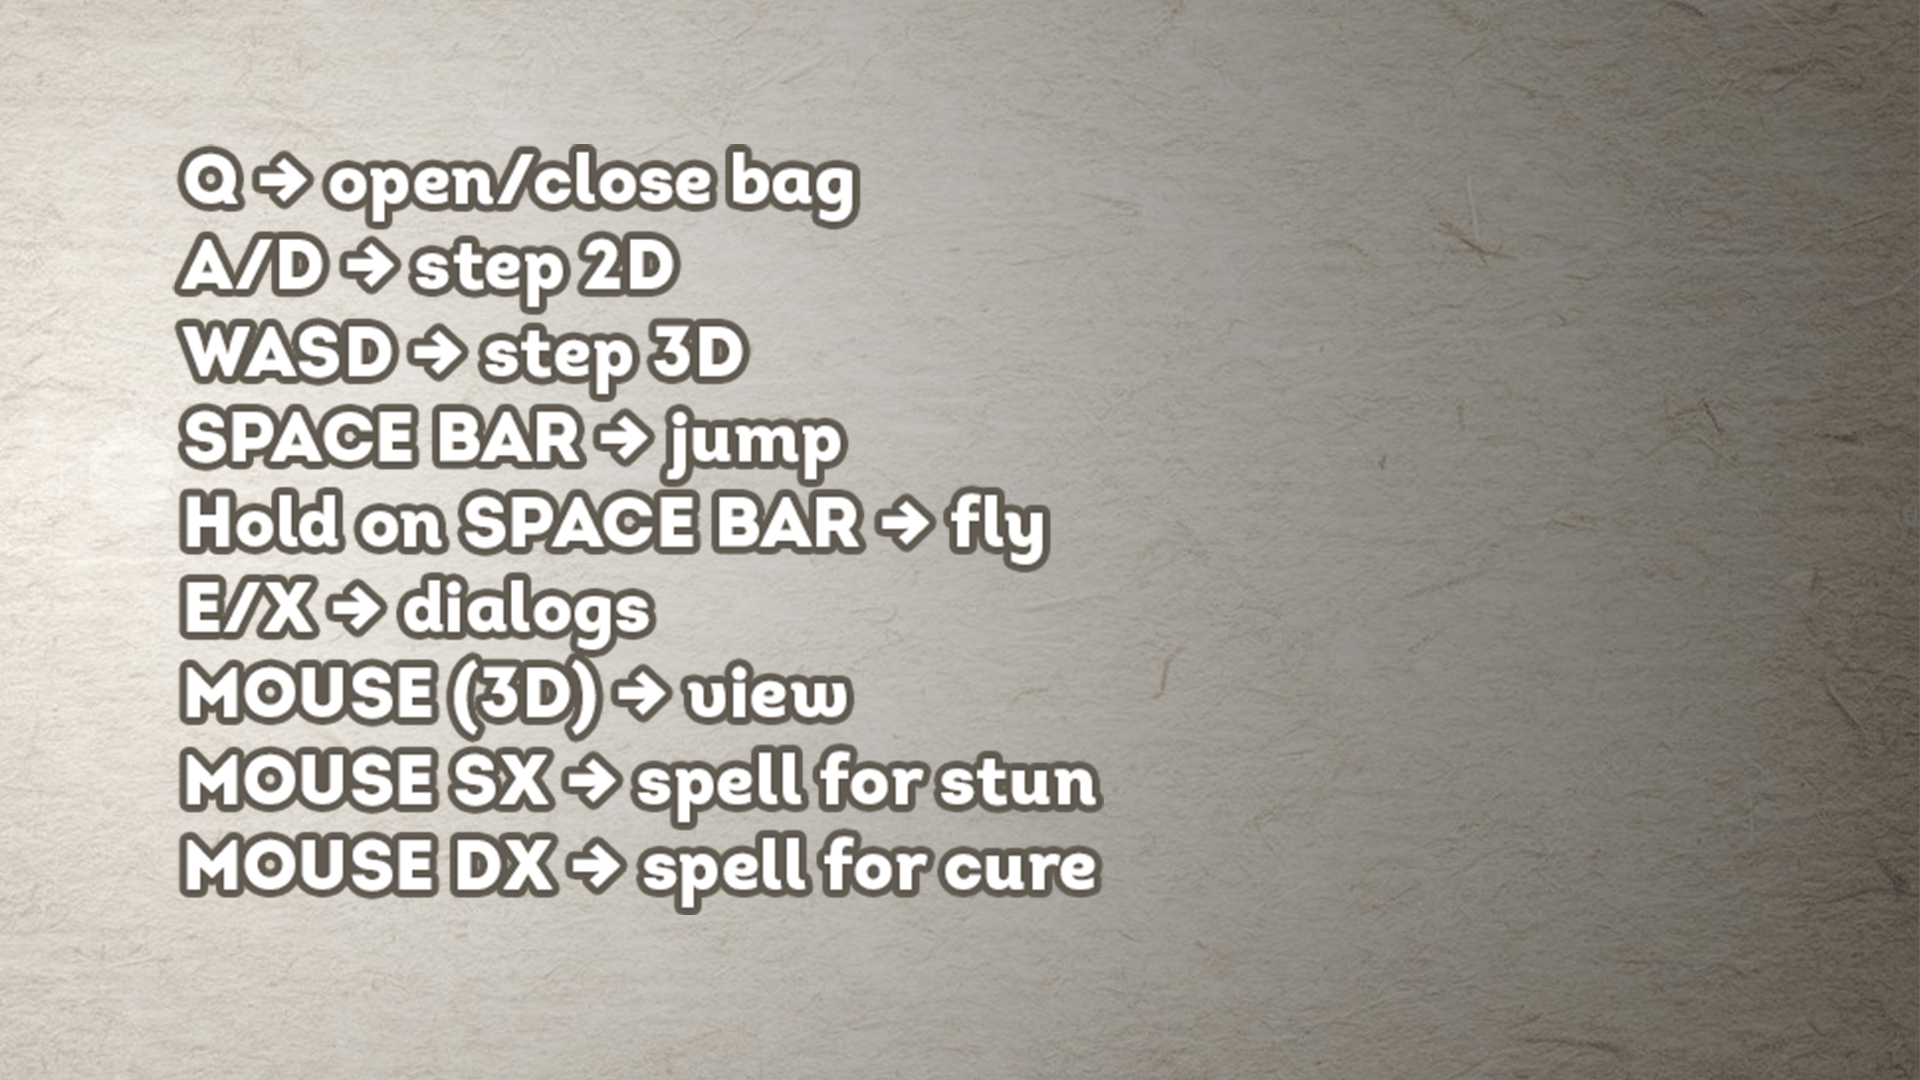 Q → open/close bag
A/D → step 2D
WASD → step 3D
SPACE BAR → jump
Hold on SPACE BAR → fly
E/X → dialogs
MOUSE (3D) → view
MOUSE SX → spell for stun
MOUSE DX → spell for cure